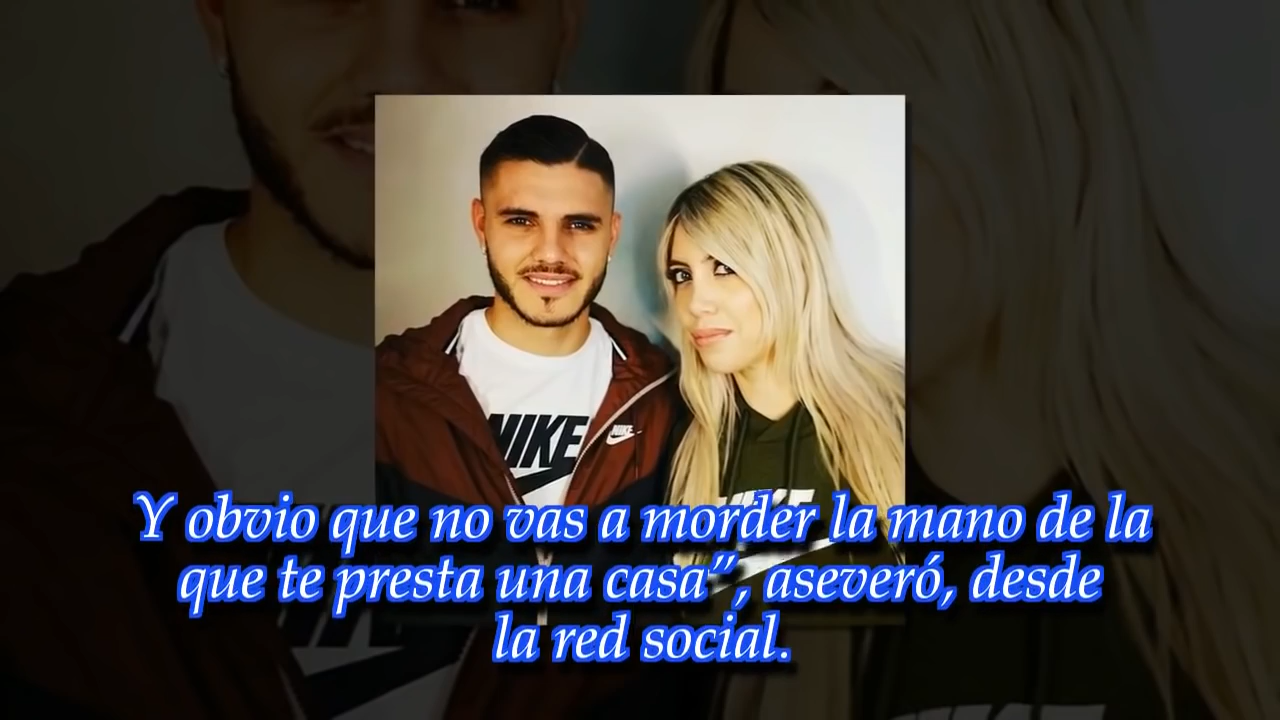 NIKE
NIKE
NIKE
Y obvio que no vas a morder la mano de la
que te presta una casa”, aseveró, desde
la red social.